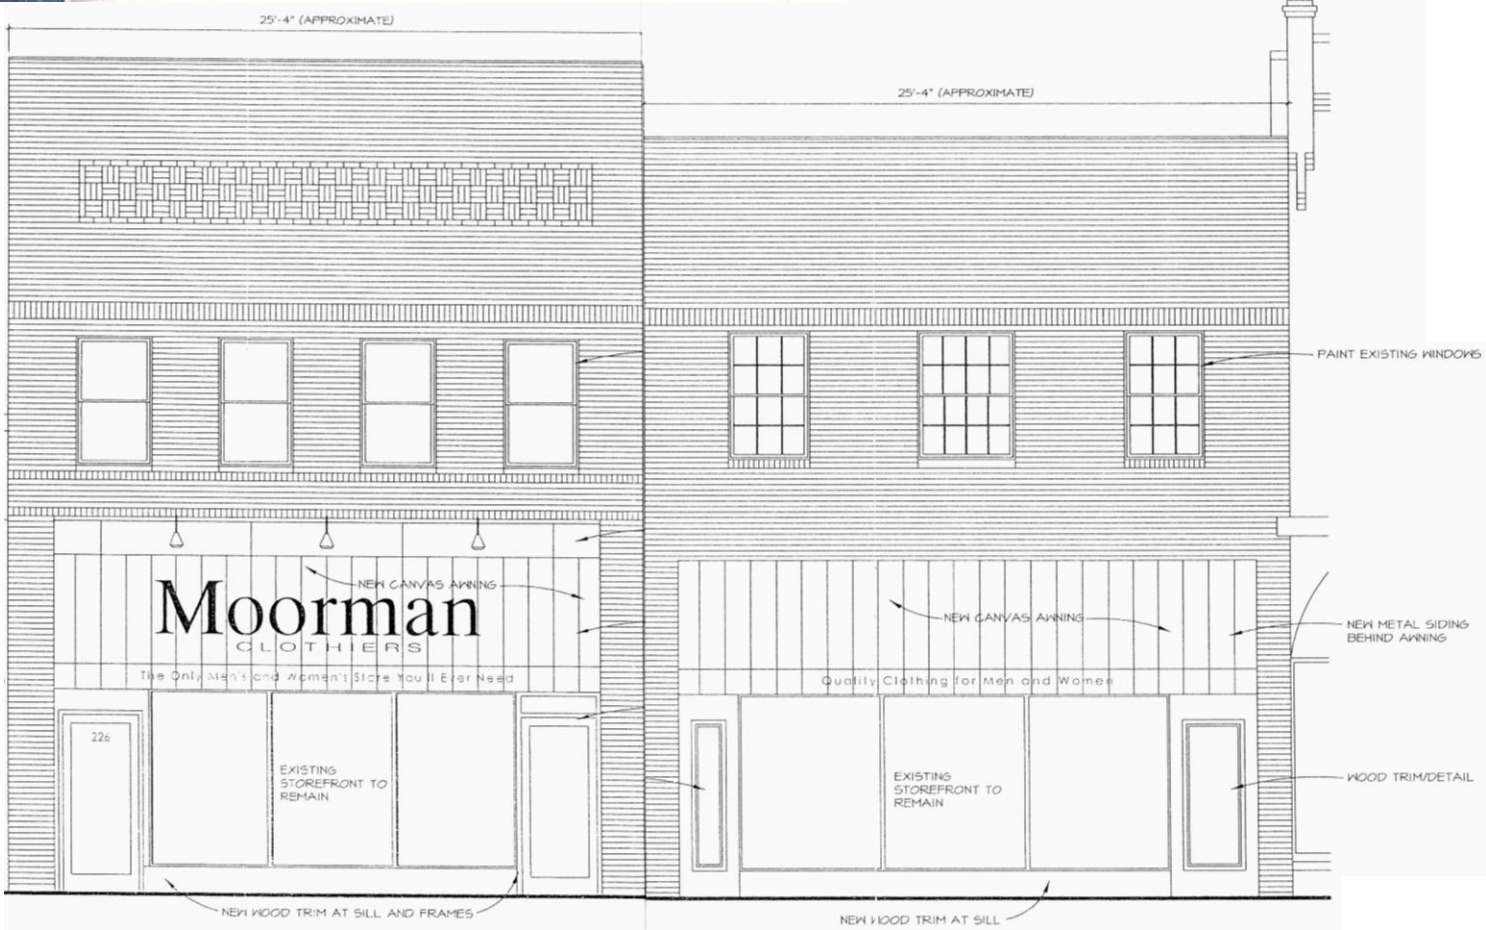 25'-4" (APPROXIMATE)
25'-4" (APPROXIMATE)
PAINT EXISTING WINDOWS
NEW CANVAS AWNING
Moorman
CLOTHIERS
The Only Men's and Women's Store You'll Ever Need
NEW CANVAS AWNING
NEW METAL SIDING
BEHIND AWNING
Quality Clothing for Men and Women
226
EXISTING
STOREFRONT TO
REMAIN
EXISTING
STOREFRONT TO
REMAIN
WOOD TRIM/DETAIL
NEW WOOD TRIM AT SILL AND FRAMES
NEW WOOD TRIM AT SILL